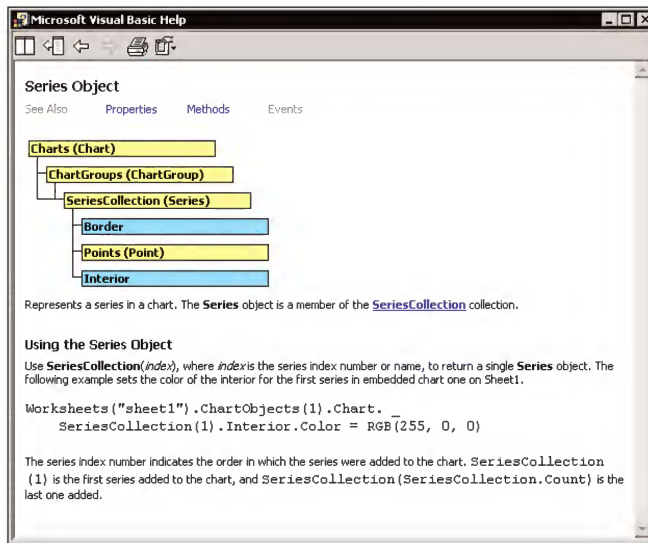 Microsoft Visual Basic Help
Series Object
See Also Properties Methods Events
Charts (Chart)
ChartGroups (ChartGroup)
SeriesCollection (Series)
Border
Points (Point)
Interior
Represents a series in a chart. The Series object is a member of the SeriesCollection collection.
Using the Series Object
Use SeriesCollection(index), where index is the series index number or name, to return a single Series object. The
following example sets the color of the interior for the first series in embedded chart one on Sheet1.
Worksheets("sheet1").ChartObjects(1).Chart. _
SeriesCollection(1).Interior.Color = RGB(255, 0, 0)
The series index number indicates the order in which the series were added to the chart. SeriesCollection
(1) is the first series added to the chart, and SeriesCollection(SeriesCollection.Count) is the
last one added.